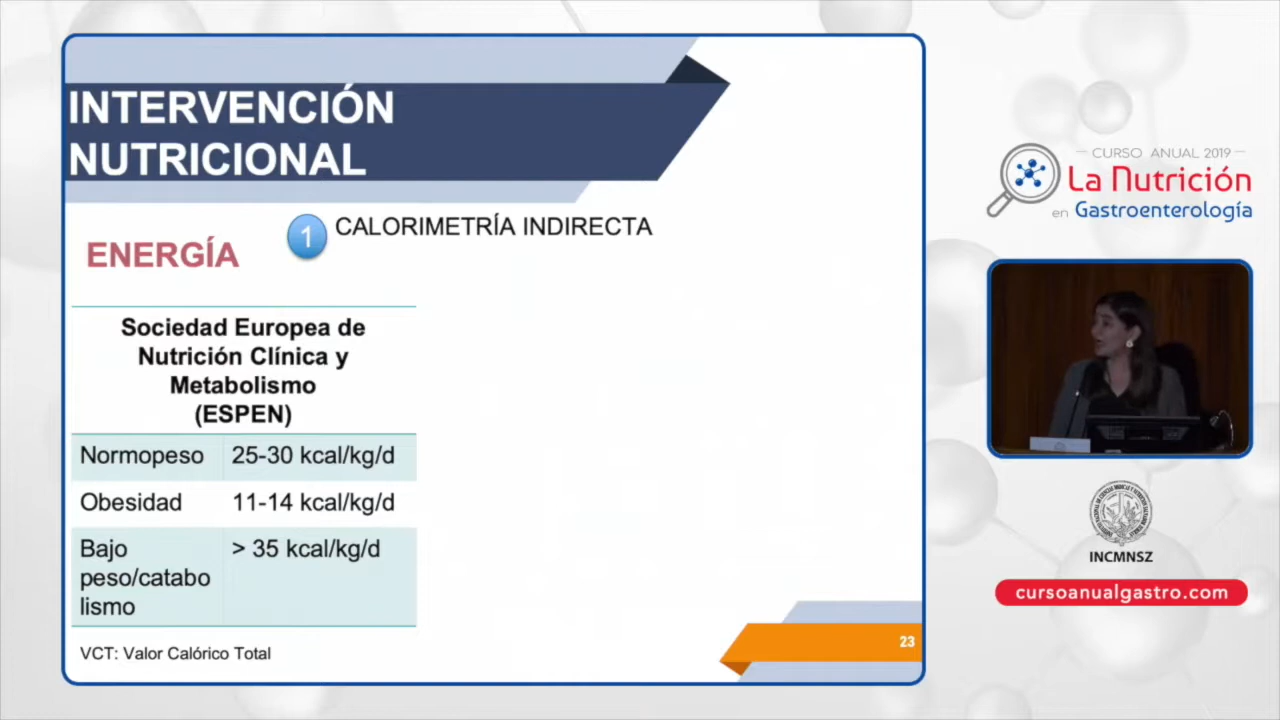 INTERVENCIÓN
NUTRICIONAL
ENERGÍA
1
CALORIMETRÍA INDIRECTA
Sociedad Europea de
Nutrición Clínica y
Metabolismo
(ESPEN)
Normopeso 25-30 kcal/kg/d
Obesidad 11-14 kcal/kg/d
Bajo > 35 kcal/kg/d
peso/catabo
lismo
VCT: Valor Calórico Total
23
CURSO ANUAL 2019
La Nutrición
en Gastroenterología
INCMNSZ
cursoanualgastro.com